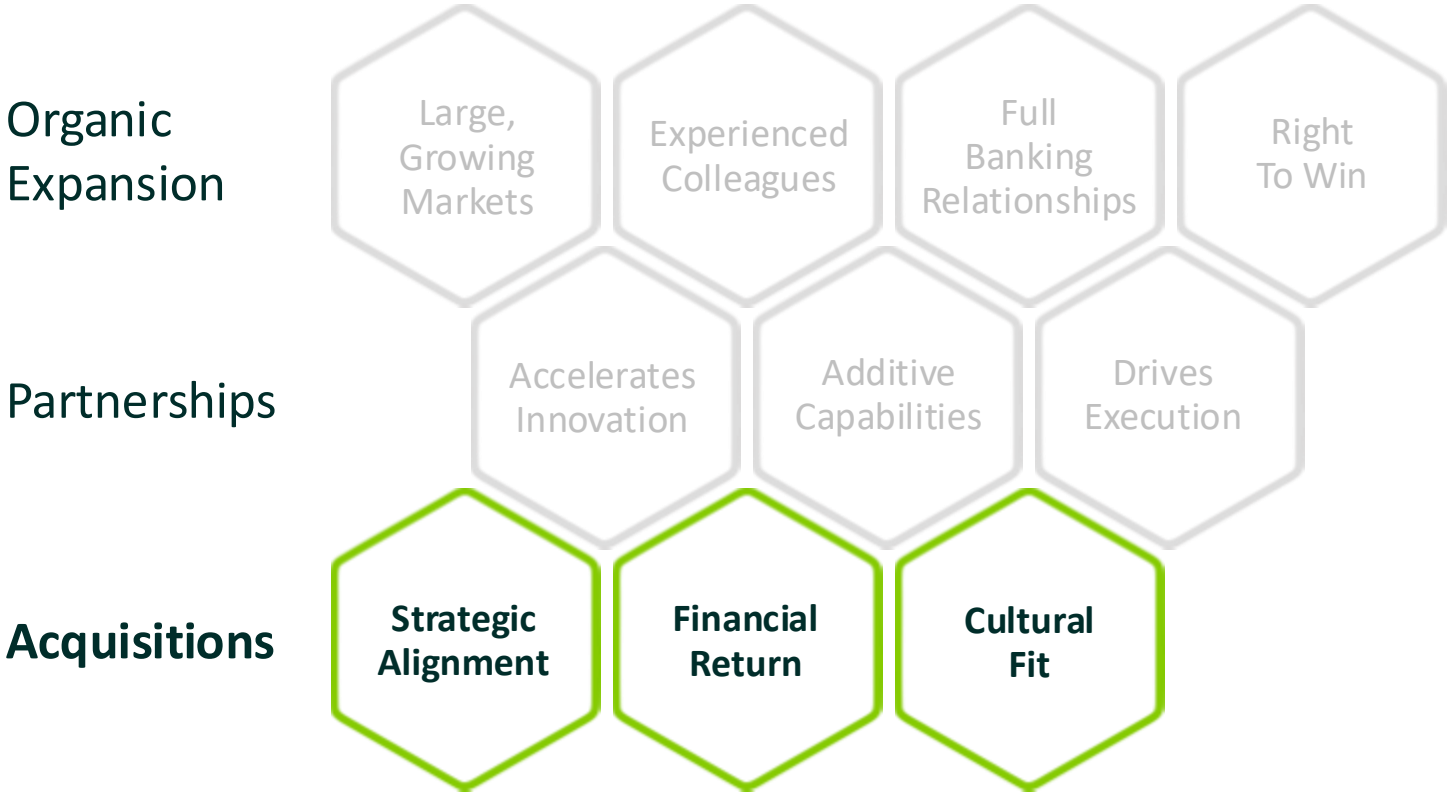 Organic
Expansion
Large,
Growing
Markets
Experienced
Colleagues
Full
Banking
Relationships
Right
To Win
Partnerships
Accelerates
Innovation
Additive
Capabilities
Drives
Execution
Acquisitions
Strategic
Alignment
Financial
Return
Cultural
Fit